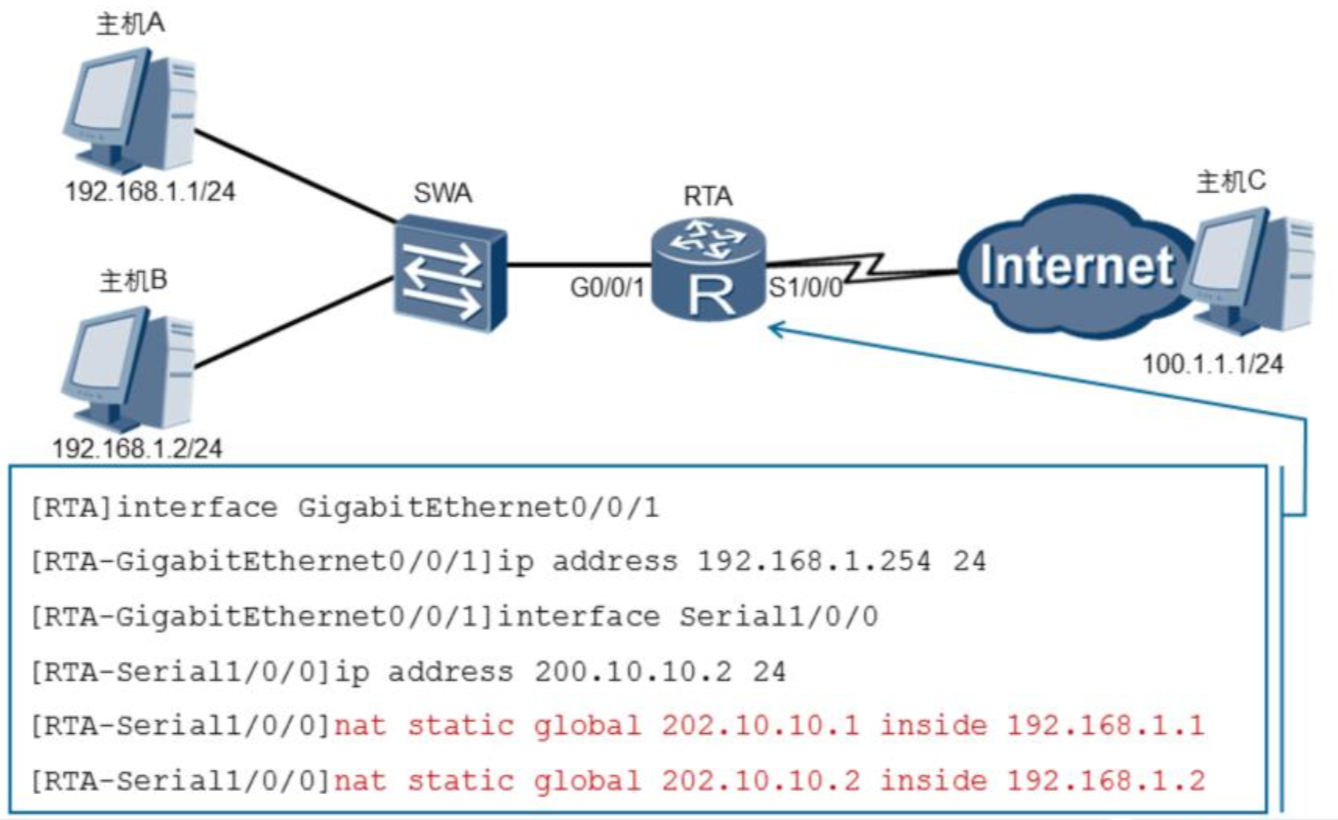 主机A
192.168.1.1/24
主机B
192.168.1.2/24
SWA
G0/0/1
RTA
R
S1/0/0
Internet
主机C
100.1.1.1/24
[RTA]interface GigabitEthernet0/0/1
[RTA-GigabitEthernet0/0/1]ip address 192.168.1.254 24
[RTA-GigabitEthernet0/0/1]interface Serial1/0/0
[RTA-Serial1/0/0]ip address 200.10.10.2 24
[RTA-Serial1/0/0]nat static global 202.10.10.1 inside 192.168.1.1
[RTA-Serial1/0/0]nat static global 202.10.10.2 inside 192.168.1.2